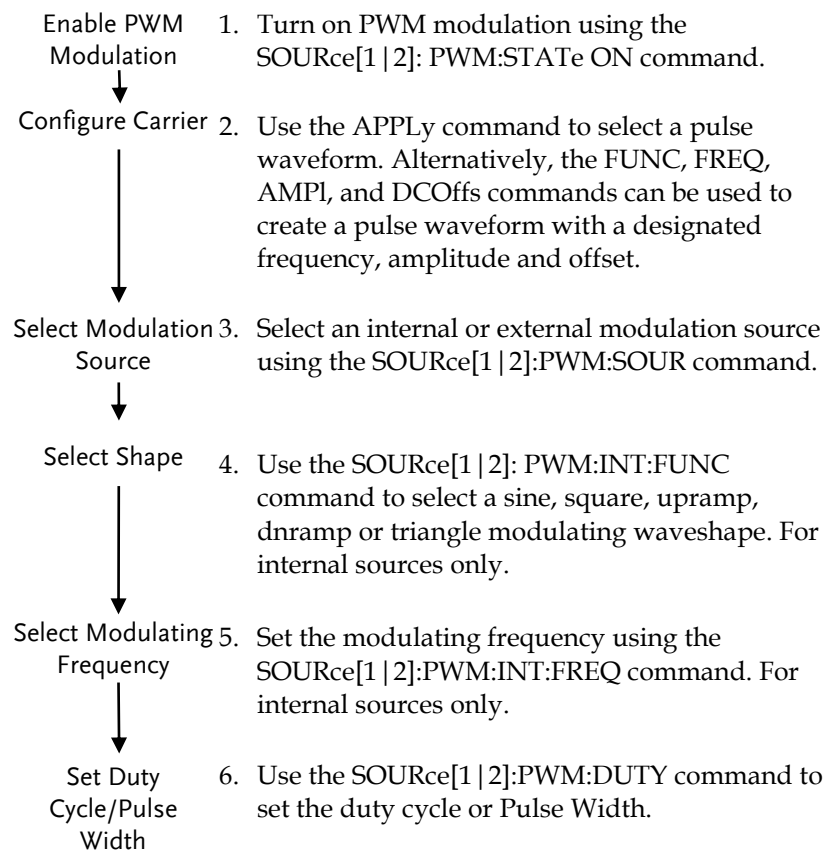 Enable PWM
Modulation
1. Turn on PWM modulation using the
SOURce[1|2]: PWM:STATe ON command.
Configure Carrier
2. Use the APPLy command to select a pulse
waveform. Alternatively, the FUNC, FREQ,
AMPl, and DCOffs commands can be used to
create a pulse waveform with a designated
frequency, amplitude and offset.
Select Modulation
Source
3. Select an internal or external modulation source
using the SOURce[1|2]:PWM:SOUR command.
Select Shape
4. Use the SOURce[1|2]: PWM:INT:FUNC
command to select a sine, square, upramp,
dnramp or triangle modulating waveshape. For
internal sources only.
Select Modulating
Frequency
5. Set the modulating frequency using the
SOURce[1|2]:PWM:INT:FREQ command. For
internal sources only.
Set Duty
Cycle/Pulse
Width
6. Use the SOURce[1|2]:PWM:DUTY command to
set the duty cycle or Pulse Width.